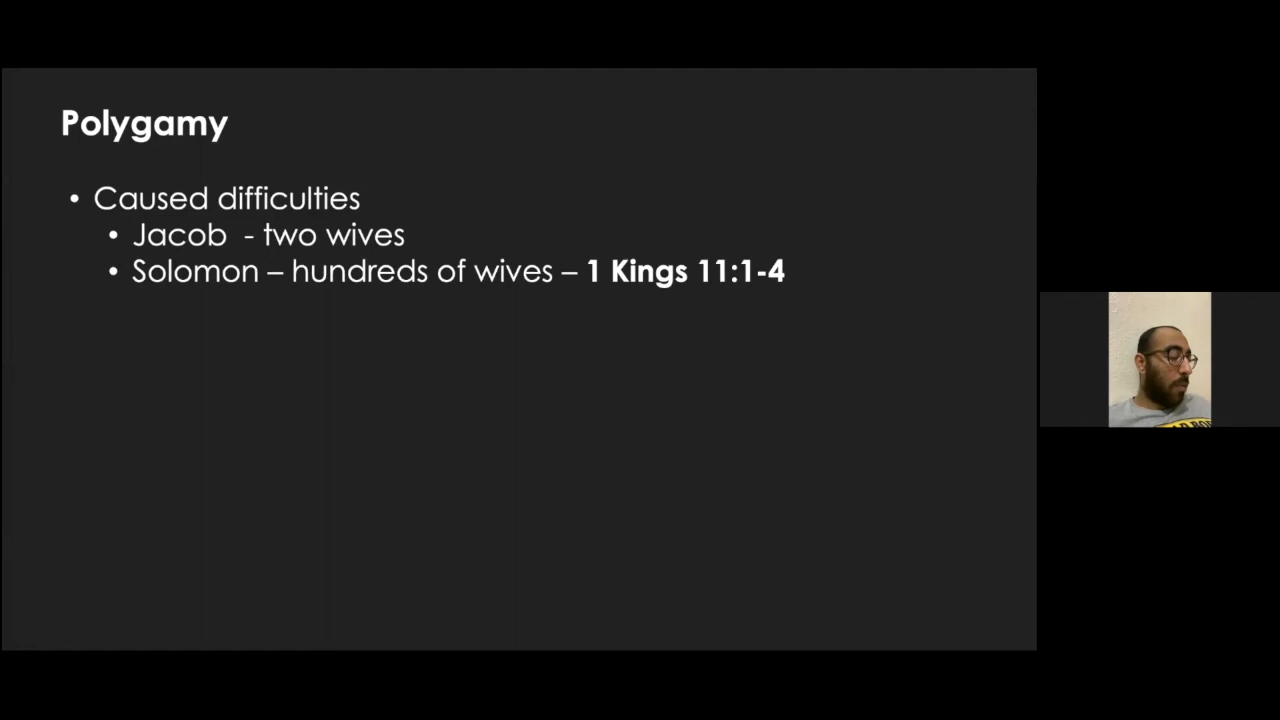 Polygamy
• Caused difficulties
• Jacob - two wives
• Solomon – hundreds of wives – 1 Kings 11:1-4